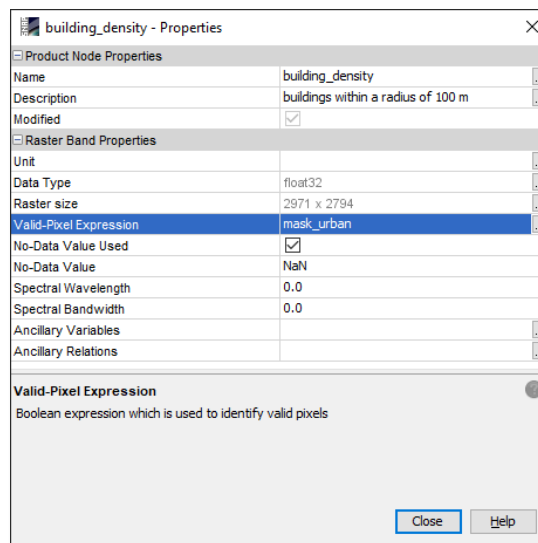 building_density - Properties
Product Node Properties
Name building_density ...
Description buildings within a radius of 100 m ...
Modified
Raster Band Properties
Unit ...
Data Type float32
Raster size 2971 x 2794
Valid-Pixel Expression mask_urban ...
No-Data Value Used
No-Data Value NaN
Spectral Wavelength 0.0
Spectral Bandwidth 0.0
Ancillary Variables ...
Ancillary Relations ...
Valid-Pixel Expression ?
Boolean expression which is used to identify valid pixels
Close Help